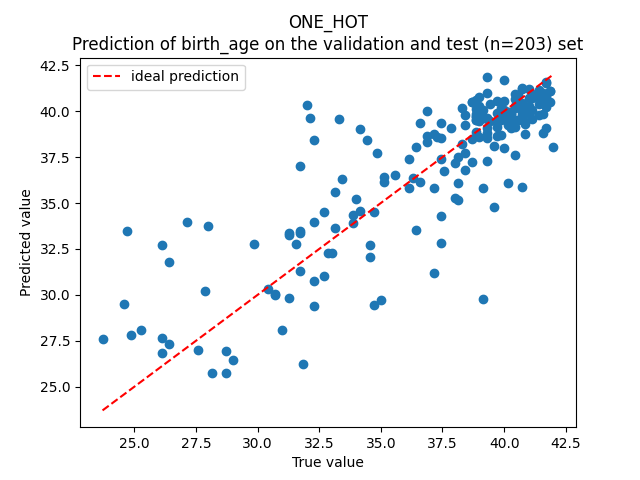 ONE_HOT
Prediction of birth_age on the validation and test (n=203) set
ideal prediction
42.5
40.0
37.5
35.0
32.5
30.0
27.5
25.0
Predicted value
25.0 27.5 30.0 32.5 35.0 37.5 40.0 42.5
True value